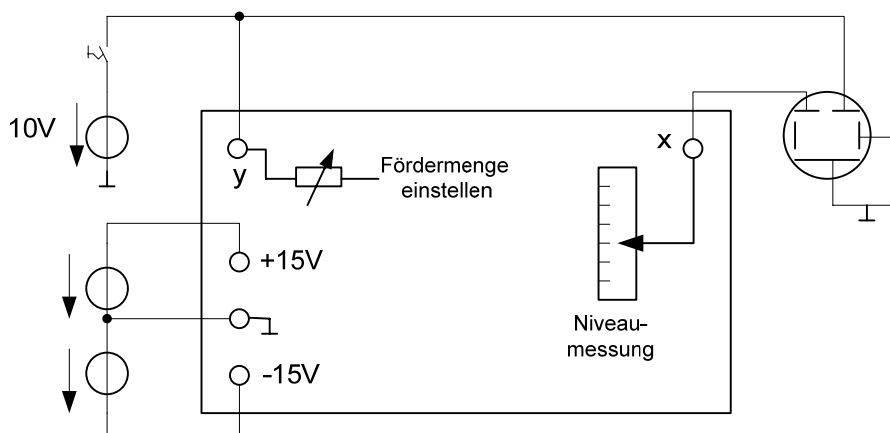 10V
y
Fördermenge
einstellen
x
+15V
-15V
Niveau-
messung